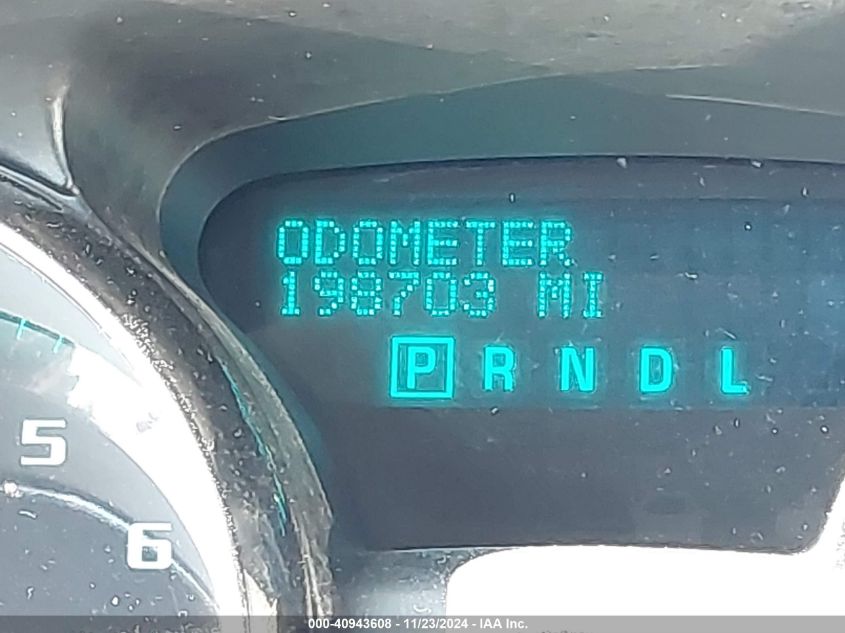 ODOMETER
198703 MI
P R N D L
5
6
000-40943608 - 11/23/2024 - IAA Inc.